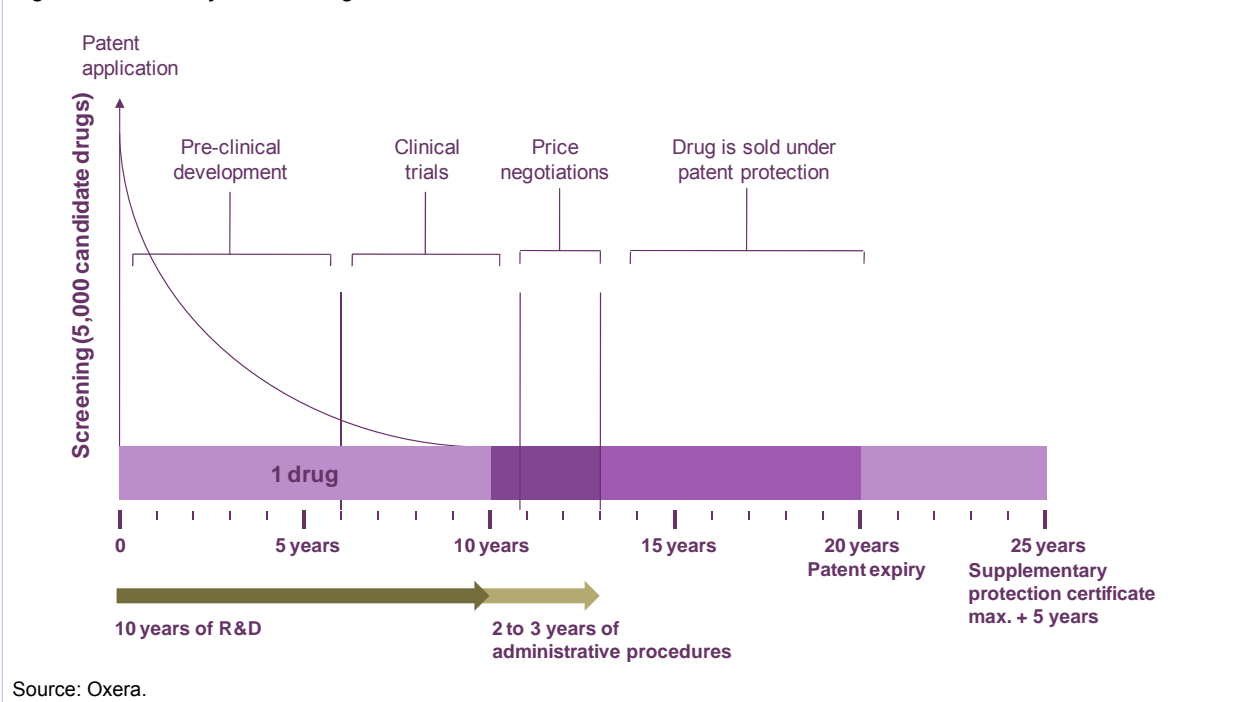 Patent
application
Screening (5,000 candidate drugs)
Pre-clinical
development
Clinical
trials
Price
negotiations
Drug is sold under
patent protection
1 drug
0
5 years
10 years
15 years
20 years
25 years
Patent expiry
Supplementary
protection certificate
max. + 5 years
10 years of R&D
2 to 3 years of
administrative procedures
Source: Oxera.